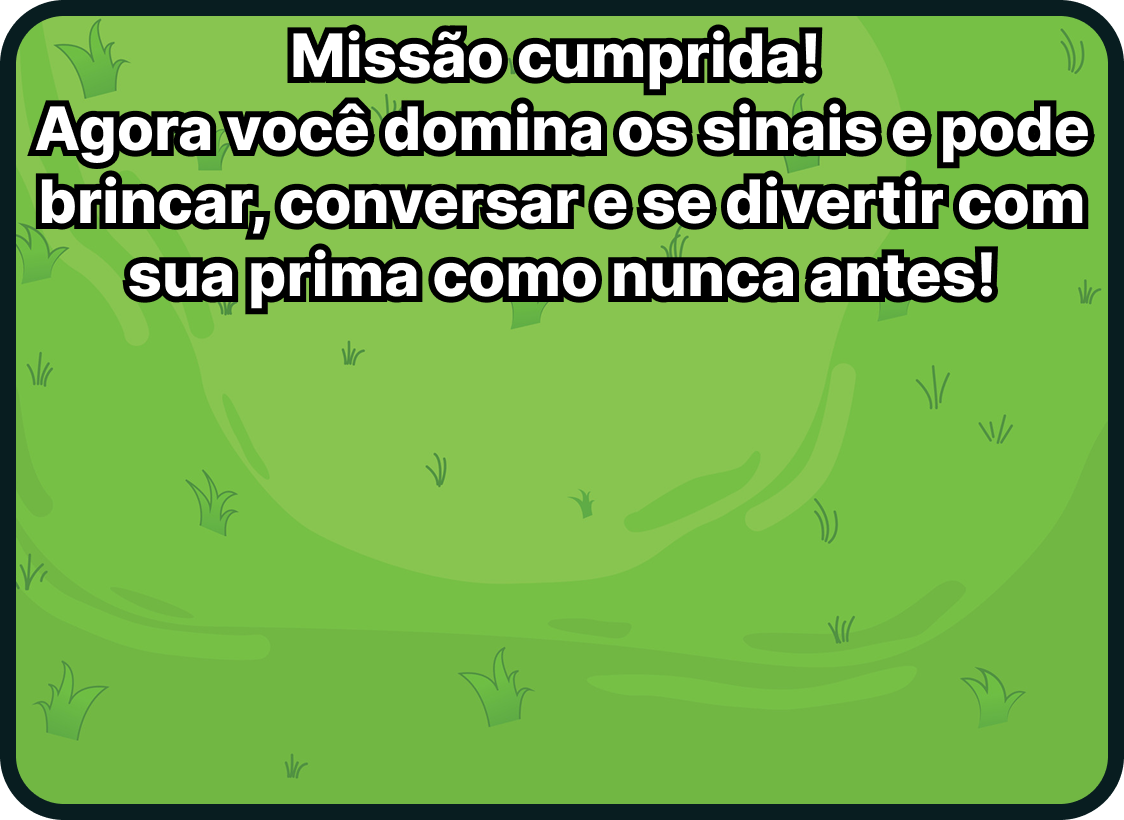 Missão cumprida!
Agora você domina os sinais e pode
brincar, conversar e se divertir com
sua prima como nunca antes!